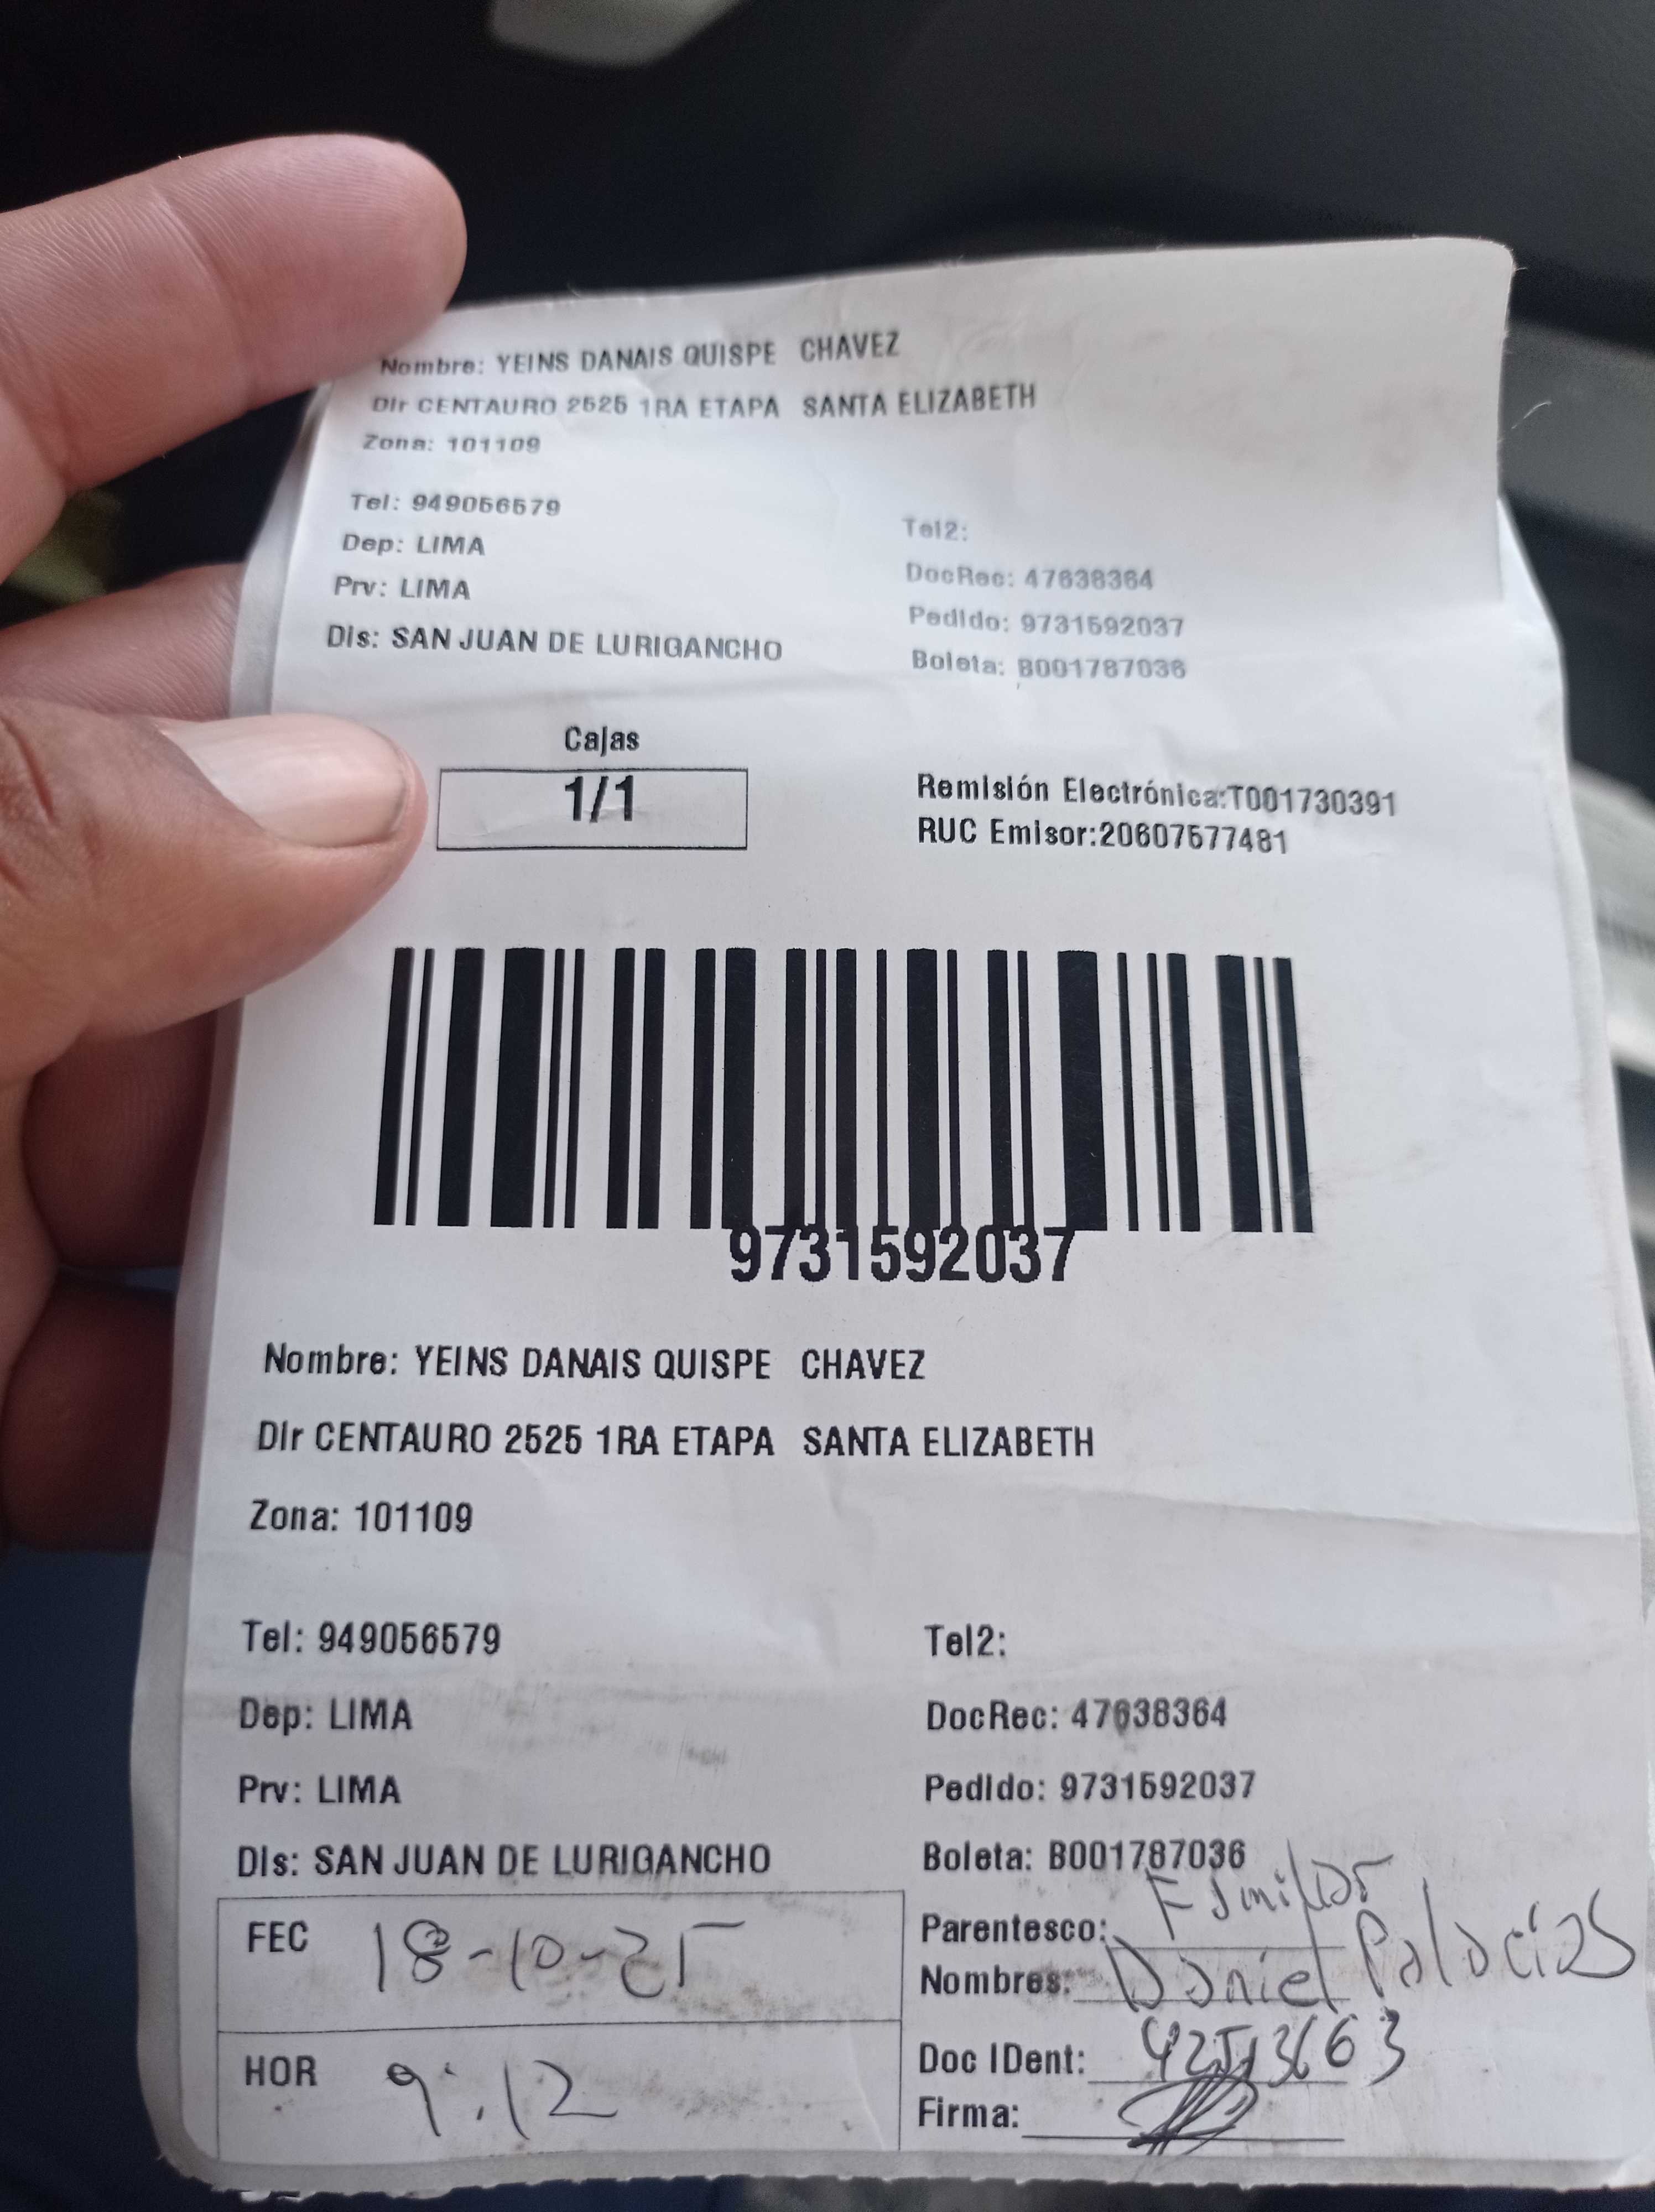 Nombre: YEINS DANAIS QUISPE CHAVEZ
Dir CENTAURO 2525 1RA ETAPA SANTA ELIZABETH
Zona: 101109
Tel: 949056579
Tel2:
Dep: LIMA
DocRec: 47638364
Prv: LIMA
Pedido: 9731592037
Dis: SAN JUAN DE LURIGANCHO
Boleta: B001787036
Cajas
1/1
Remisión Electrónica:T001730391
RUC Emisor:20607577481
9731592037
Nombre: YEINS DANAIS QUISPE CHAVEZ
Dir CENTAURO 2525 1RA ETAPA SANTA ELIZABETH
Zona: 101109
Tel: 949056579
Tel2:
Dep: LIMA
DocRec: 47638364
Prv: LIMA
Pedido: 9731592037
Dis: SAN JUAN DE LURIGANCHO
Boleta: B001787036
FEC 18-10-25
Parentesco: Familiar
Nombres: Daniel Palacios
HOR 9:12
Doc IDent: 42513663
Firma: